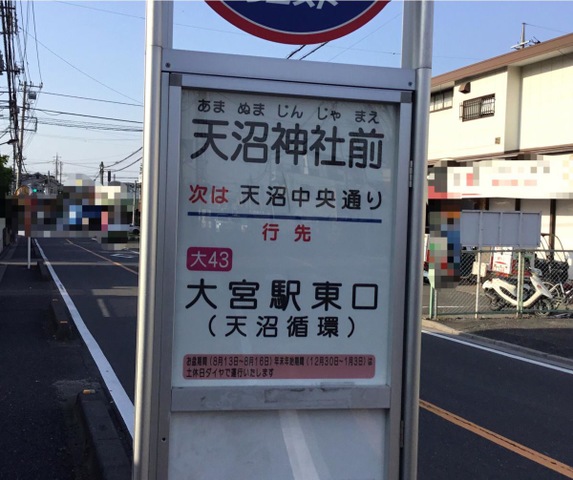 あま ぬま じん じゃ まえ
天沼神社前
次は 天沼中央通り
行先
大43
大宮駅東口
(天沼循環)
お盆期間(8月13日~8月16日)年末年始期間(12月30日~1月3日)は
土休日ダイヤで運行いたします